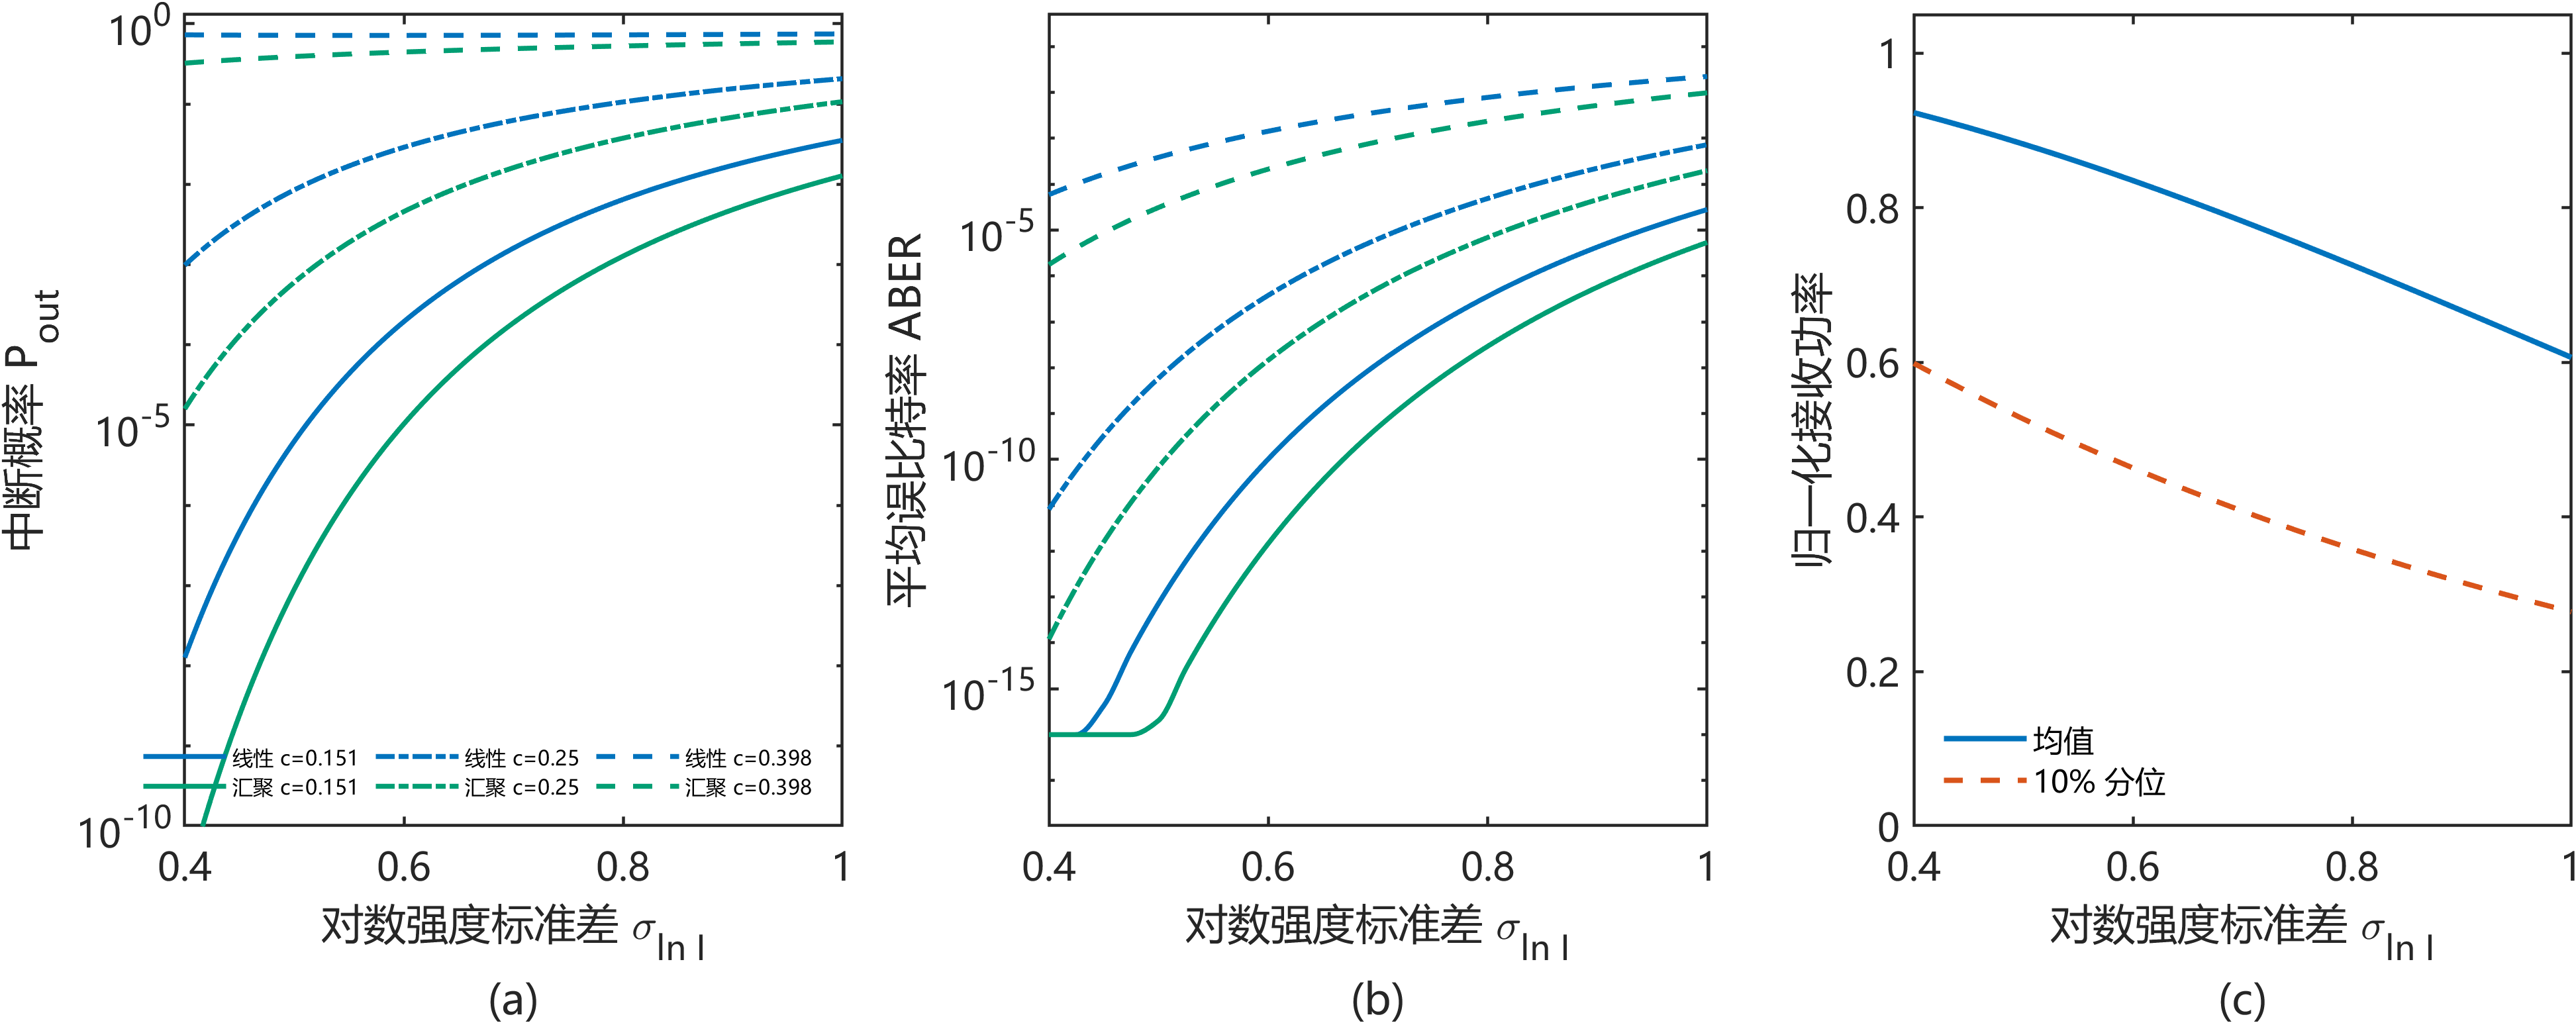 中断概率 P_out
10^0
10^-5
10^-10
0.4 0.6 0.8 1
线性 c=0.151 线性 c=0.25 线性 c=0.398
汇聚 c=0.151 汇聚 c=0.25 汇聚 c=0.398
对数强度标准差 σ_ln I
(a)
平均误比特率 ABER
10^-5
10^-10
10^-15
0.4 0.6 0.8 1
对数强度标准差 σ_ln I
(b)
归一化接收功率
1
0.8
0.6
0.4
0.2
0
均值
10% 分位
0.4 0.6 0.8 1
对数强度标准差 σ_ln I
(c)